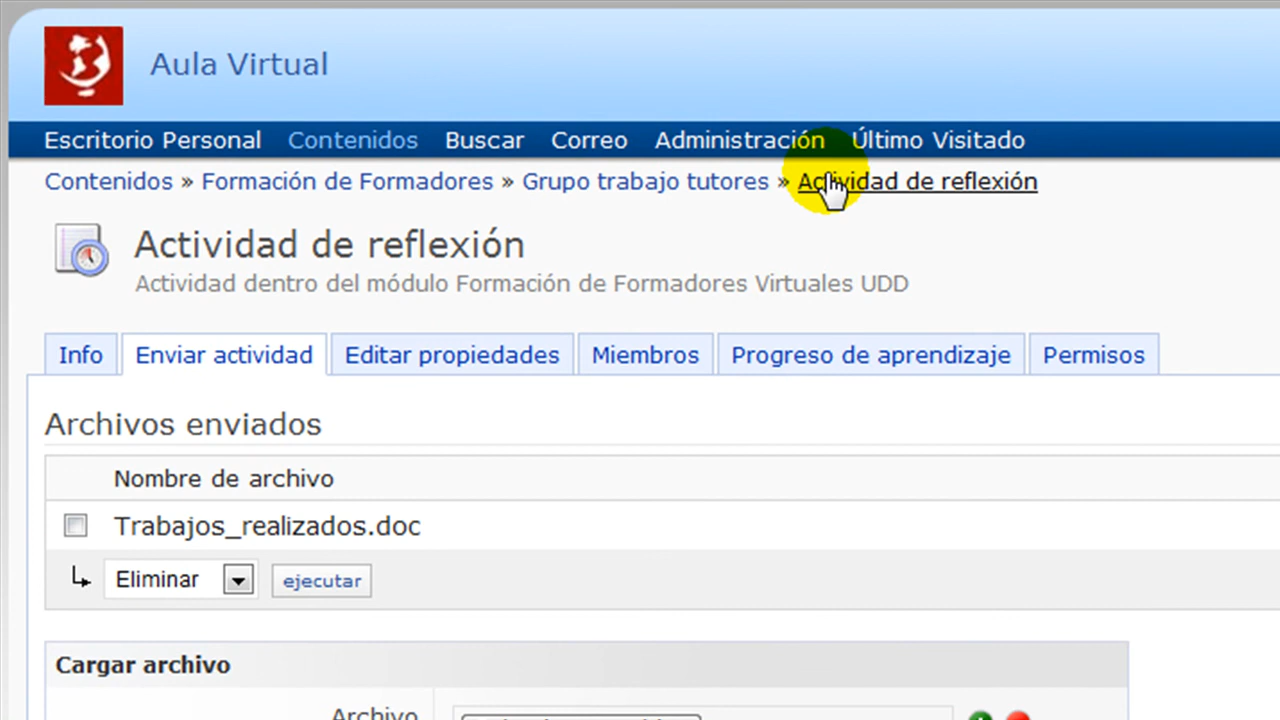 Aula Virtual
Escritorio Personal Contenidos Buscar Correo Administración Último Visitado
Contenidos » Formación de Formadores » Grupo trabajo tutores » Actividad de reflexión
Actividad de reflexión
Actividad dentro del módulo Formación de Formadores Virtuales UDD
Info Enviar actividad Editar propiedades Miembros Progreso de aprendizaje Permisos
Archivos enviados
Nombre de archivo
Trabajos_realizados.doc
Eliminar ejecutar
Cargar archivo
Archivo